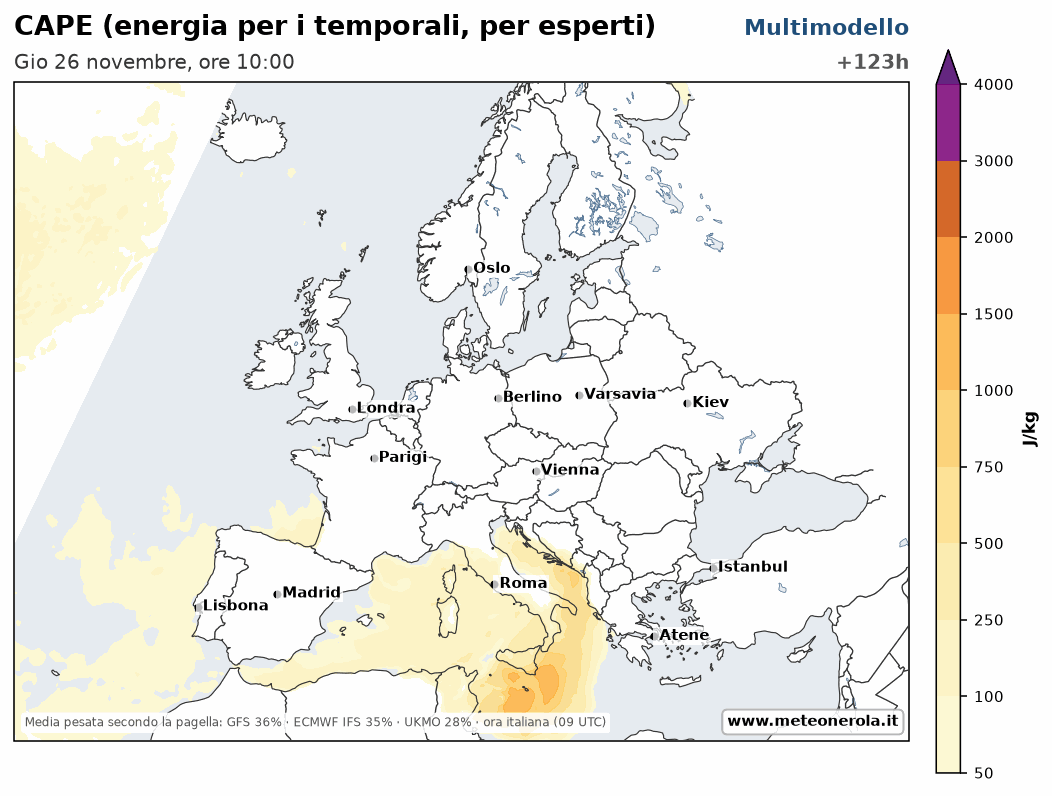 CAPE (energia per i temporali, per esperti)
Multimodello
Gio 26 novembre, ore 10:00
+123h
4000
3000
2000
1500
1000
750
500
250
100
50
J/kg
Oslo
Berlino
Varsavia
Kiev
Londra
Parigi
Vienna
Istanbul
Roma
Madrid
Lisbona
Atene
Media pesata secondo la pagella: GFS 36% · ECMWF IFS 35% · UKMO 28% · ora italiana (09 UTC)
www.meteonerola.it